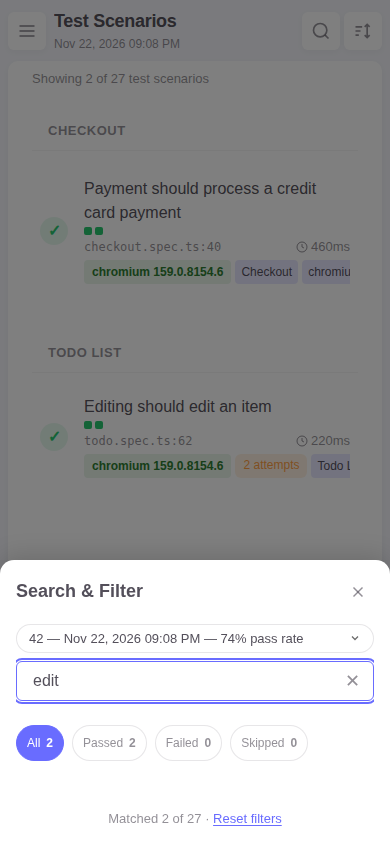 Test Scenarios
Nov 22, 2026, 09:08 PM
Showing 2 of 27 test scenarios
CHECKOUT
Payment should process a credit
card payment
checkout.spec.ts:40 460ms
chromium 159.0.8154.6 Checkout chromiu
TODO LIST
Editing should edit an item
todo.spec.ts:62 220ms
chromium 159.0.8154.6 2 attempts Todo L
Search & Filter
42 — Nov 22, 2026, 09:08 PM — 74% pass rate
edit
All 2 Passed 2 Failed 0 Skipped 0
Matched 2 of 27 · Reset filters